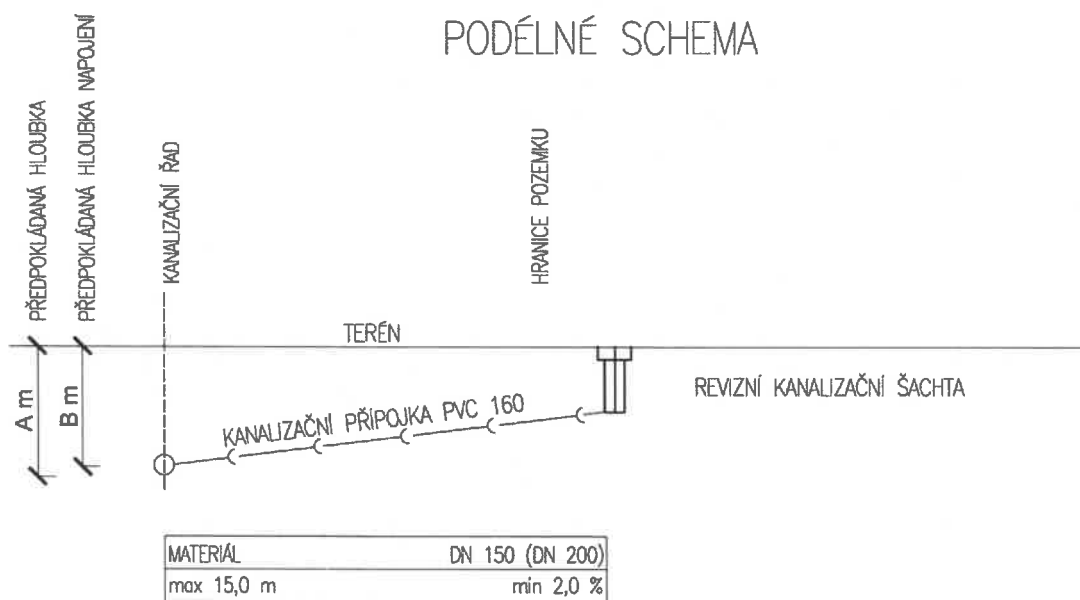 PODÉLNÉ SCHEMA
PŘEDPOKLÁDANÁ HLOUBKA
PŘEDPOKLÁDANÁ HLOUBKA NAPOJENÍ
KANALIZAČNÍ ŘAD
HRANICE POZEMKU
TERÉN
A m
B m
REVIZNÍ KANALIZAČNÍ ŠACHTA
KANALIZAČNÍ PŘÍPOJKA PVC 160
MATERIÁL DN 150 (DN 200)
max 15,0 m min 2,0 %